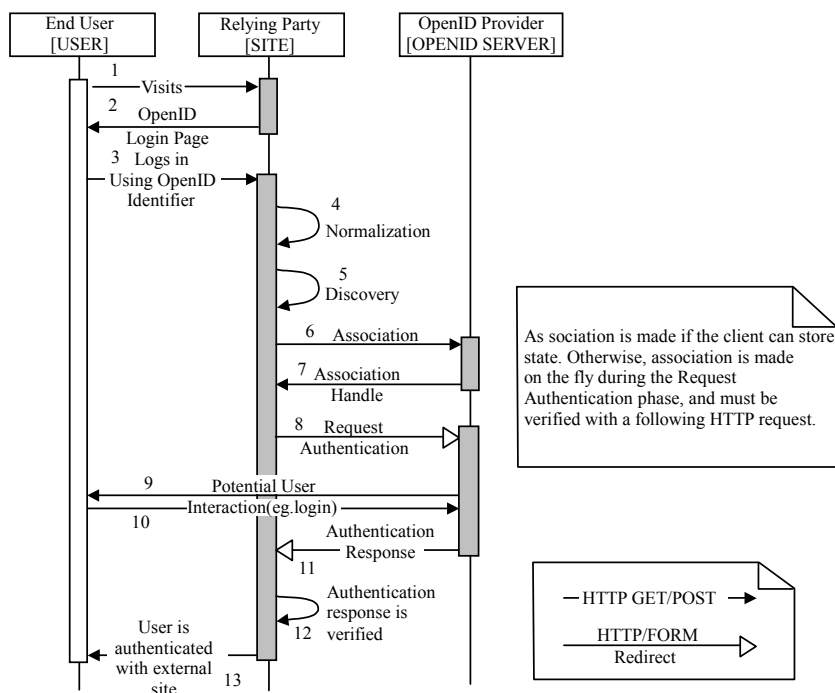 End User
[USER]
Relying Party
[SITE]
OpenID Provider
[OPENID SERVER]
1
Visits
2
OpenID
Login Page
3
Logs in
Using OpenID
Identifier
4
Normalization
5
Discovery
6
Association
7
Association
Handle
8
Request
Authentication
9
Potential User
Interaction(eg.login)
10
Authentication
Response
11
Authentication
response is
verified
12
User is
authenticated
with external
site
13
As sociation is made if the client can store
state. Otherwise, association is made
on the fly during the Request
Authentication phase, and must be
verified with a following HTTP request.
HTTP GET/POST
HTTP/FORM
Redirect